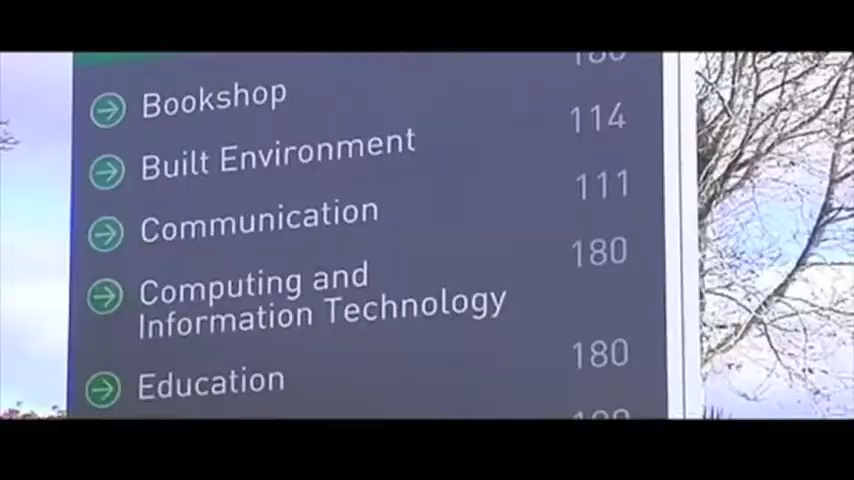 Bookshop
Built Environment 114
Communication 111
Computing and 180
Information Technology
Education 180